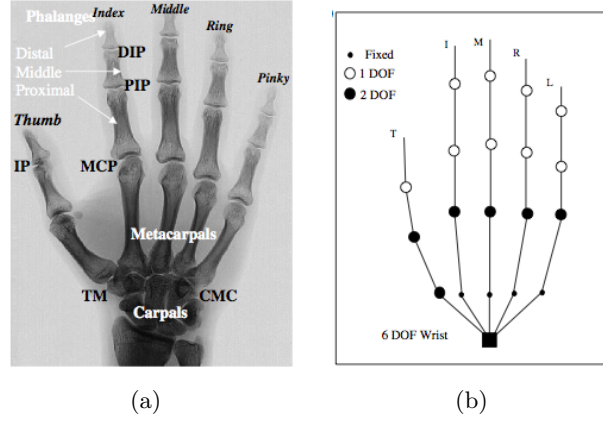 Phalanges
Index
Middle
Ring
Pinky
Distal
Middle
Proximal
DIP
PIP
Thumb
IP
MCP
Metacarpals
TM
CMC
Carpals
(a)
I
M
R
L
T
Fixed
1 DOF
2 DOF
6 DOF Wrist
(b)